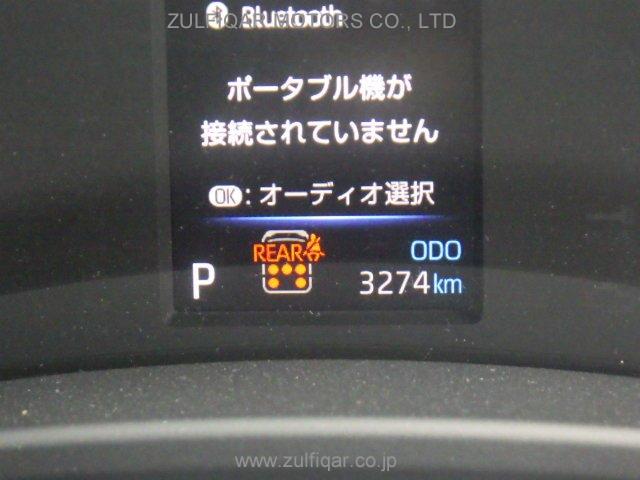 ZULFIQAR MOTORS CO., LTD
Bluetooth
ポータブル機が
接続されていません
OK : オーディオ選択
REAR
ODO
P
3274km
www.zulfiqar.co.jp